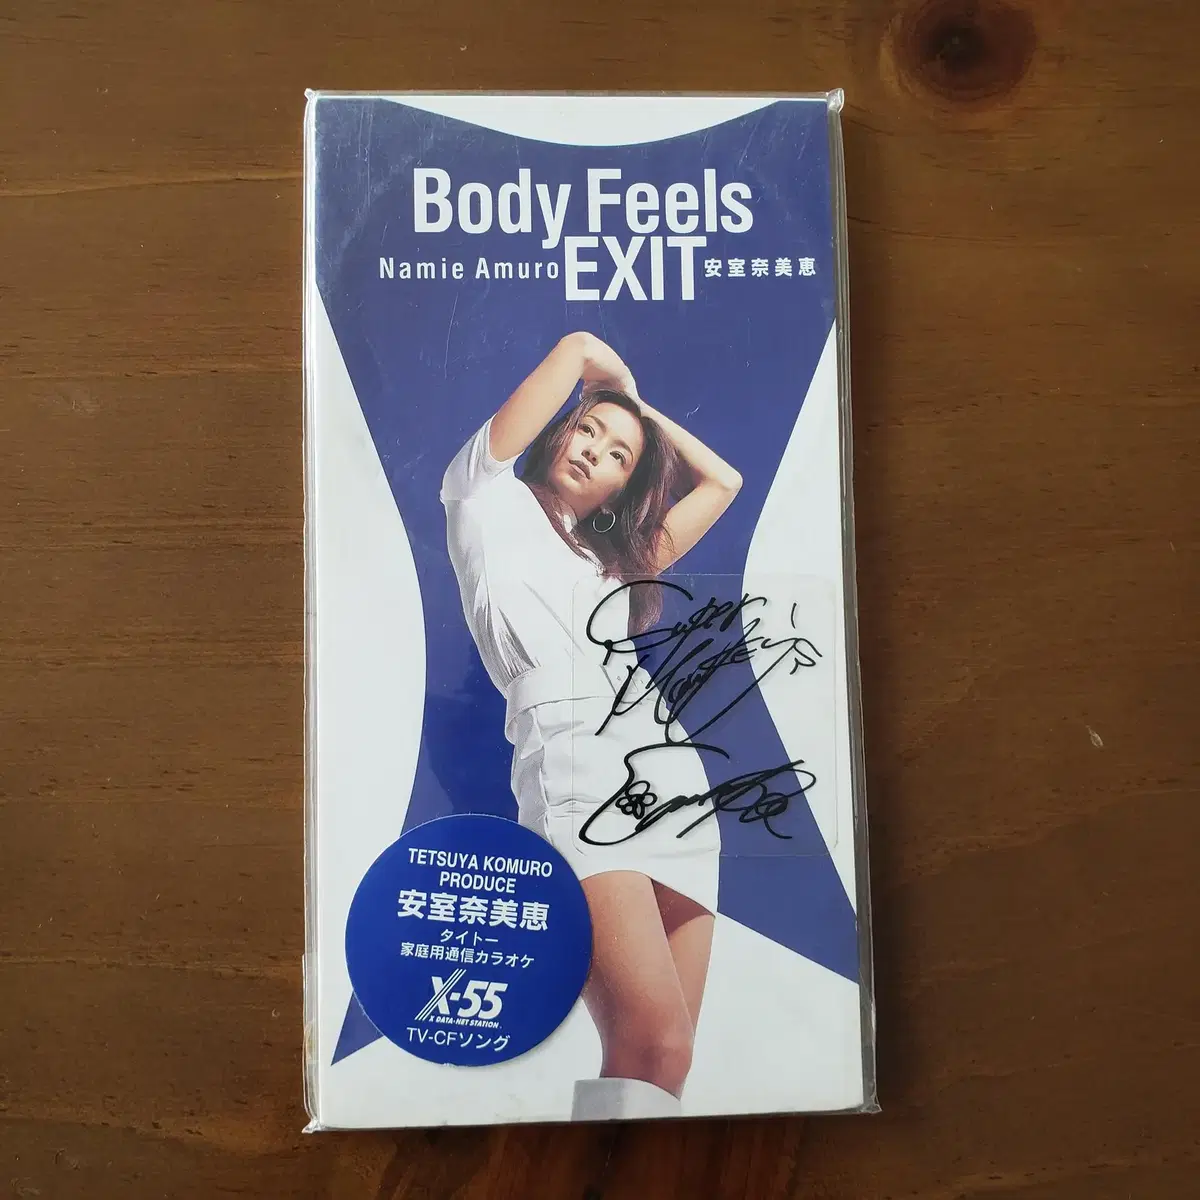 Body Feels
EXIT
Namie Amuro
安室奈美恵
Super
TETSUYA KOMURO
PRODUCE
安室奈美恵
タイトー
家庭用通信カラオケ
X-55
X DATA·NET STATION.
TV-CFソング